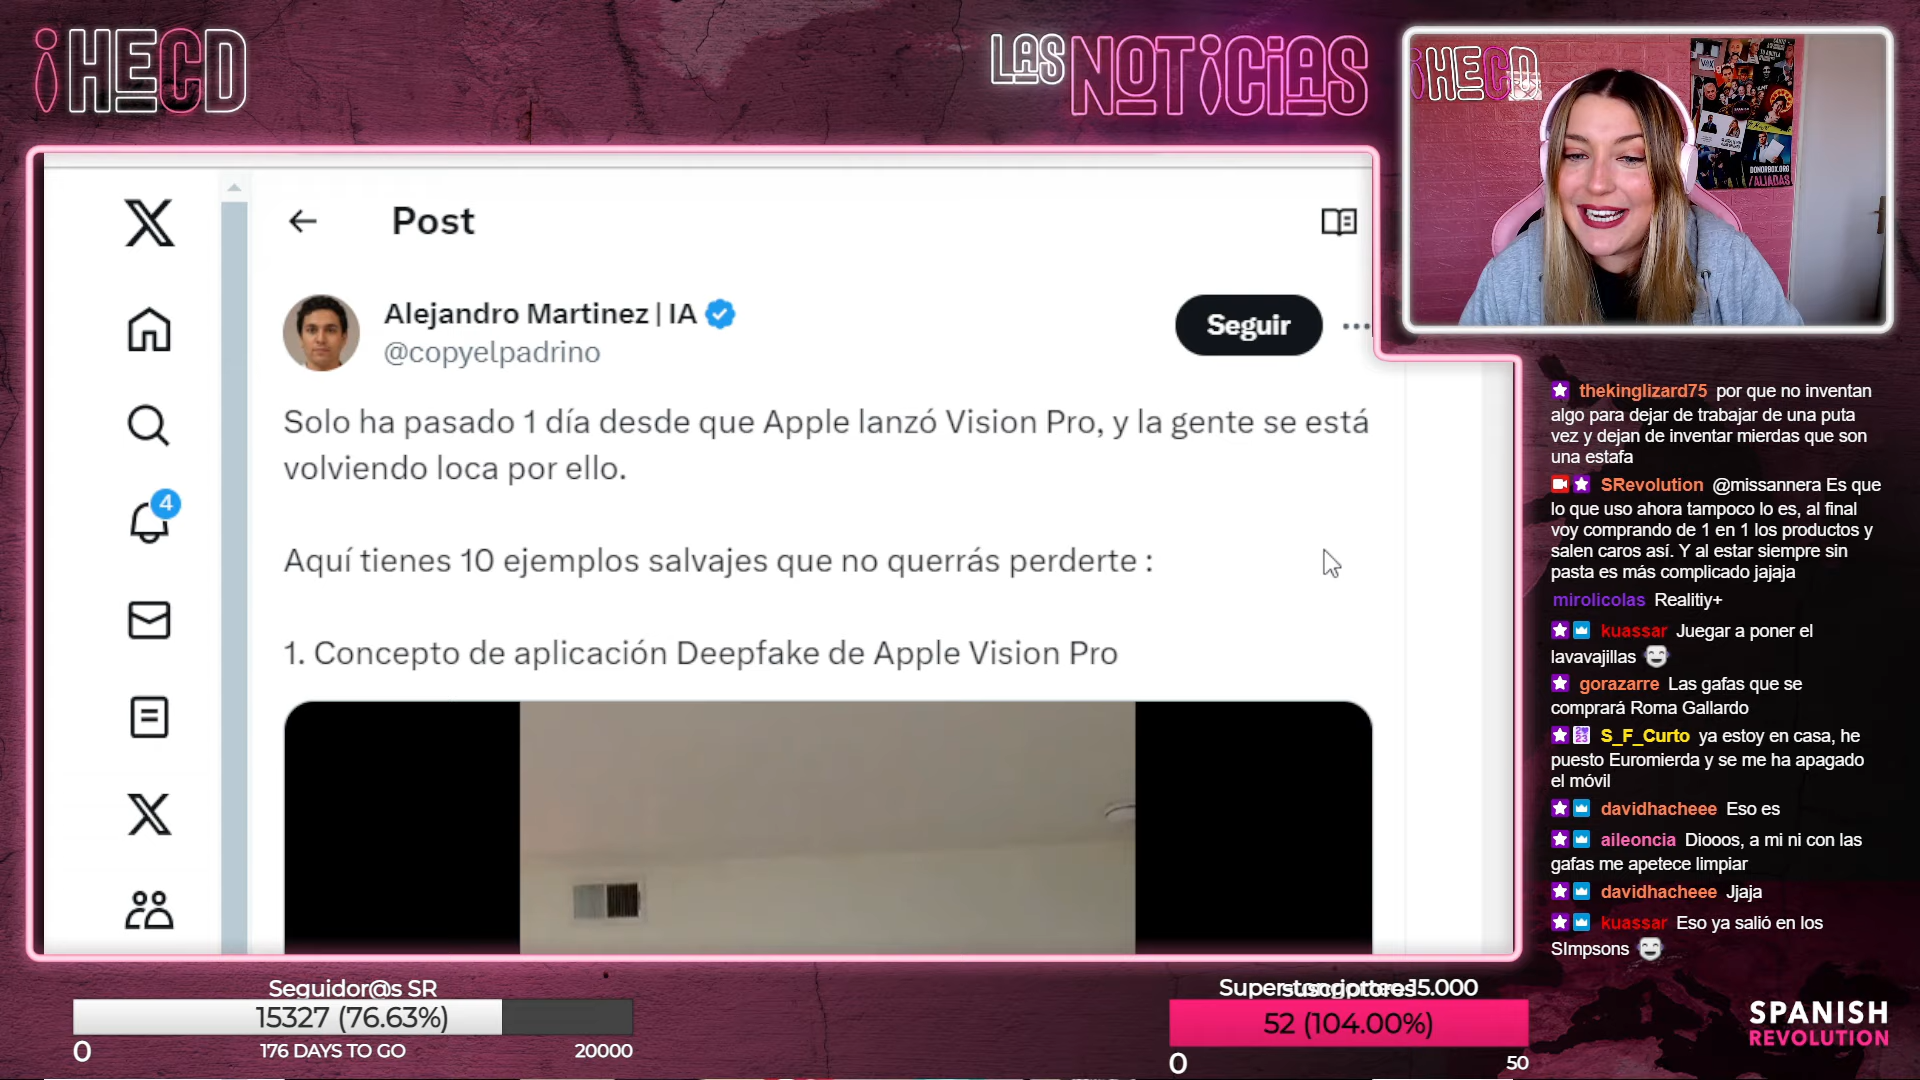 ¡HECD
LAS NOTICIAS
¡HECD
DONORBOX.ORG
/ALIADAS
Post
Alejandro Martinez | IA
@copyelpadrino
Seguir
Solo ha pasado 1 día desde que Apple lanzó Vision Pro, y la gente se está
volviendo loca por ello.
Aquí tienes 10 ejemplos salvajes que no querrás perderte :
1. Concepto de aplicación Deepfake de Apple Vision Pro
4
thekinglizard75 por que no inventan
algo para dejar de trabajar de una puta
vez y dejan de inventar mierdas que son
una estafa
SRevolution @missannera Es que
lo que uso ahora tampoco lo es, al final
voy comprando de 1 en 1 los productos y
salen caros así. Y al estar siempre sin
pasta es más complicado jajaja
mirolicolas Realitiy+
kuassar Juegar a poner el
lavavajillas
gorazarre Las gafas que se
comprará Roma Gallardo
S_F_Curto ya estoy en casa, he
puesto Euromierda y se me ha apagado
el móvil
davidhacheee Eso es
aileoncia Diooos, a mi ni con las
gafas me apetece limpiar
davidhacheee Jjaja
kuassar Eso ya salió en los
SImpsons
Seguidor@s SR
15327 (76.63%)
0
176 DAYS TO GO
20000
15.000
52 (104.00%)
0
50
SPANISH
REVOLUTION